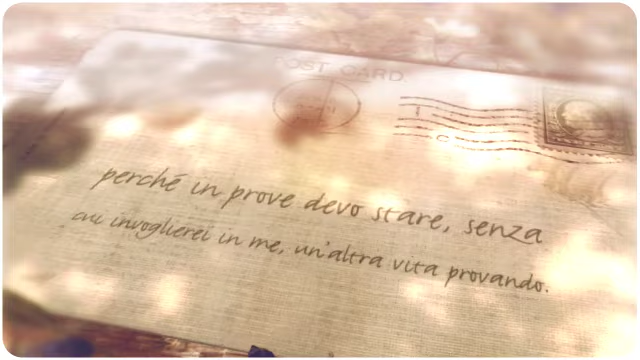 POST CARD
perché in prove devo stare, senza
cui invoglierei in me, un'altra vita provando.